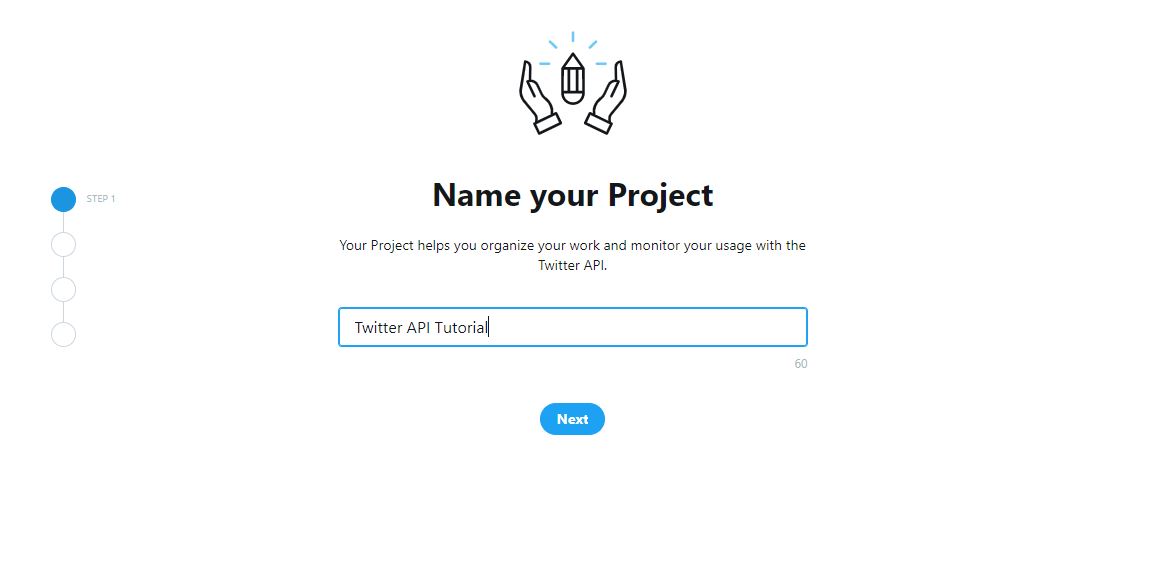 STEP 1
Name your Project
Your Project helps you organize your work and monitor your usage with the
Twitter API.
Twitter API Tutorial
60
Next